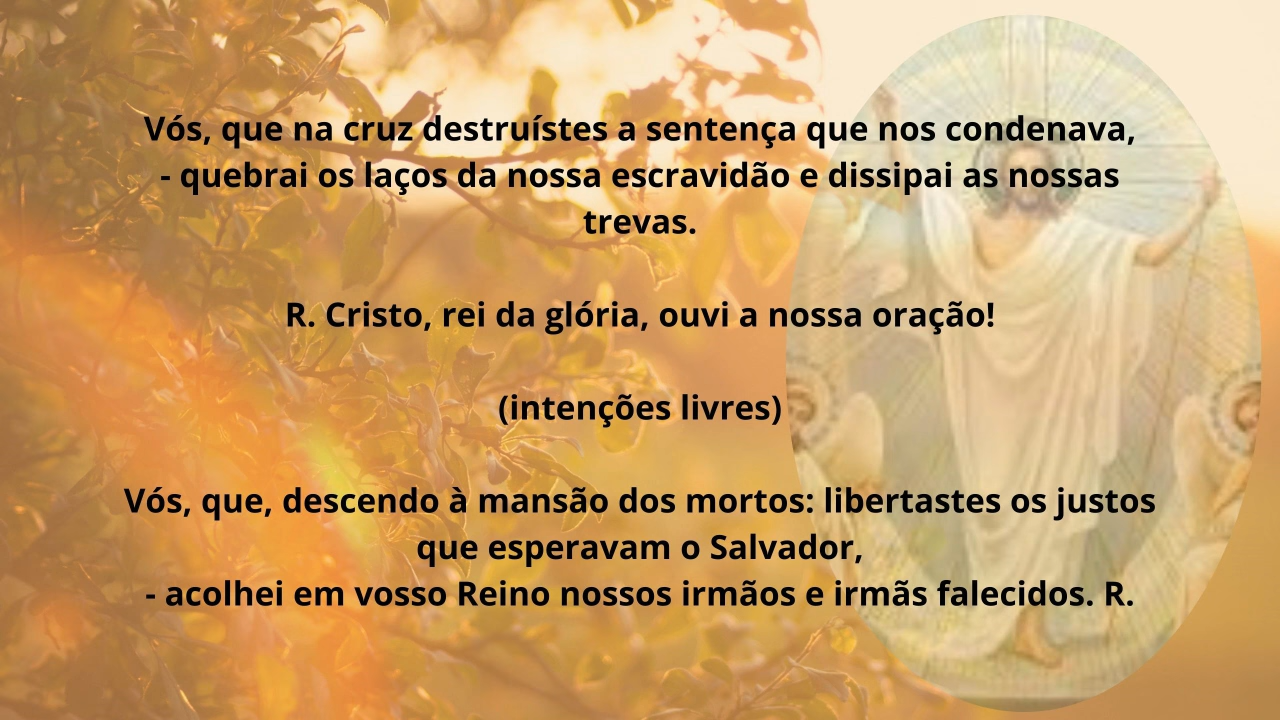 Vós, que na cruz destruístes a sentença que nos condenava,
- quebrai os laços da nossa escravidão e dissipai as nossas
trevas.
R. Cristo, rei da glória, ouvi a nossa oração!
(intenções livres)
Vós, que, descendo à mansão dos mortos: libertastes os justos
que esperavam o Salvador,
- acolhei em vosso Reino nossos irmãos e irmãs falecidos. R.